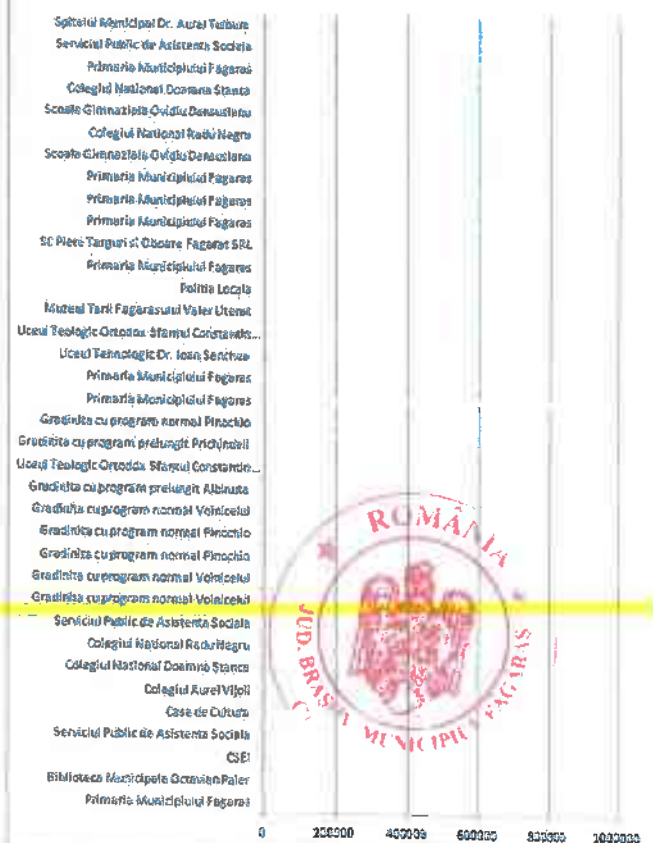 Spitalul Municipal Dr. Aurel Tulbure
Serviciul Public de Asistenta Sociala
Primaria Municipiului Fagaras
Colegiul National Doamna Stanca
Scoala Gimnaziala Ovidiu Densusianu
Colegiul National Radu Negru
Scoala Gimnaziala Ovidiu Densusianu
Primaria Municipiului Fagaras
Primaria Municipiului Fagaras
Primaria Municipiului Fagaras
SC Piete Targuri si Oboare Fagaras SRL
Primaria Municipiului Fagaras
Politia Locala
Muzeul Tarii Fagarasului Valer Literat
Liceul Teologic Ortodox Sfantul Constantin...
Liceul Tehnologic Dr. Ioan Senchea
Primaria Municipiului Fagaras
Primaria Municipiului Fagaras
Gradinita cu program normal Pinochio
Gradinita cu program prelungit Prichindeii
Liceul Teologic Ortodox Sfantul Constantin...
Gradinita cu program prelungit Albinuta
Gradinita cu program normal Voinicelul
Gradinita cu program normal Pinochio
Gradinita cu program normal Pinochio
Gradinita cu program normal Voinicelul
Gradinita cu program normal Voinicelul
Serviciul Public de Asistenta Sociala
Colegiul National Radu Negru
Colegiul National Doamna Stanca
Colegiul Aurel Vijoli
Casa de Cultura
Serviciul Public de Asistenta Sociala
CSEI
Biblioteca Municipala Octavian Paler
Primaria Municipiului Fagaras
0 200000 400000 600000 800000 1000000
ROMÂNIA
JUD. BRAȘOV
MUNICIPIUL FĂGĂRAȘ